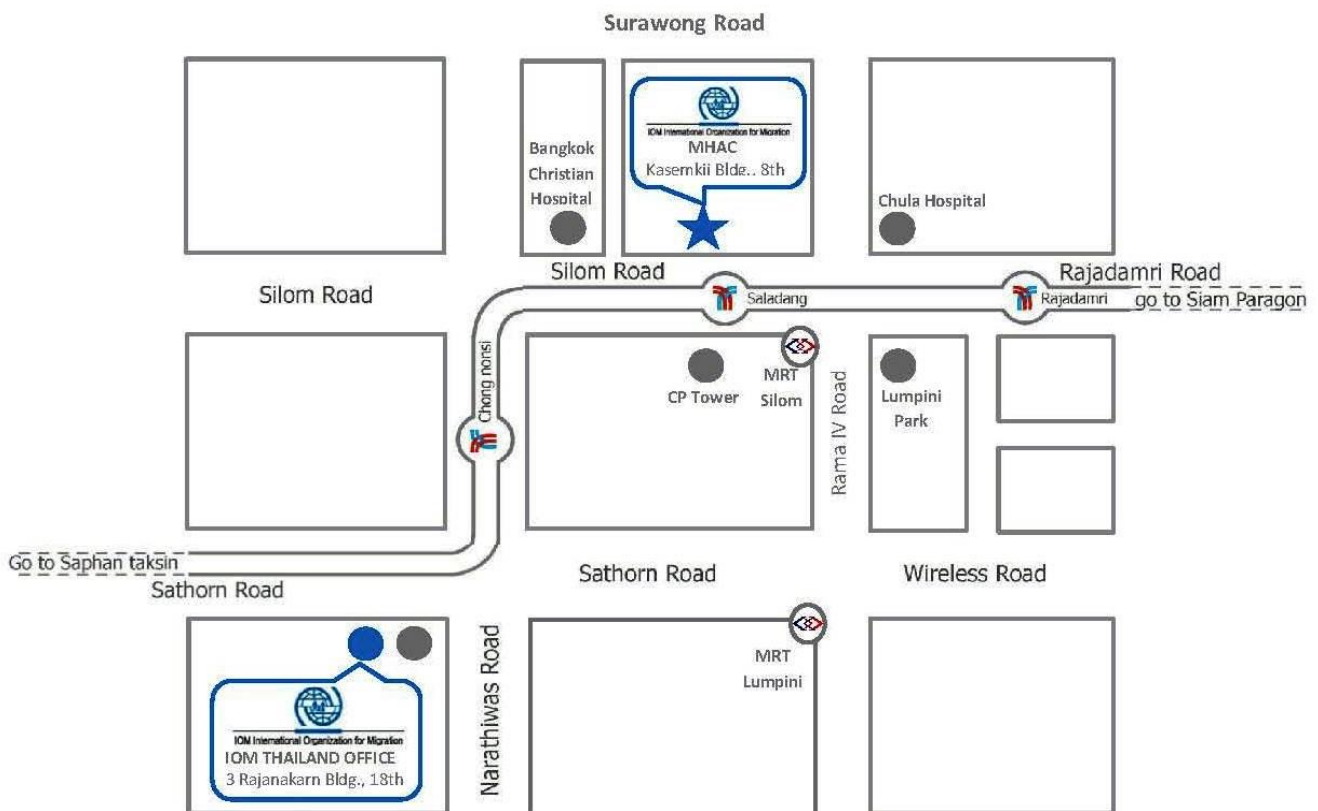 Surawong Road
IOM International Organization for Migration
MHAC
Kasemkii Bldg., 8th
Bangkok
Christian
Hospital
Chula Hospital
Silom Road
Silom Road
Rajadamri Road
Saladang
Rajadamri
go to Siam Paragon
Chong nonsi
CP Tower
MRT
Silom
Rama IV Road
Lumpini
Park
Go to Saphan taksin
Sathorn Road
Sathorn Road
Wireless Road
Narathiwas Road
MRT
Lumpini
IOM International Organization for Migration
IOM THAILAND OFFICE
3 Rajanakarn Bldg., 18th